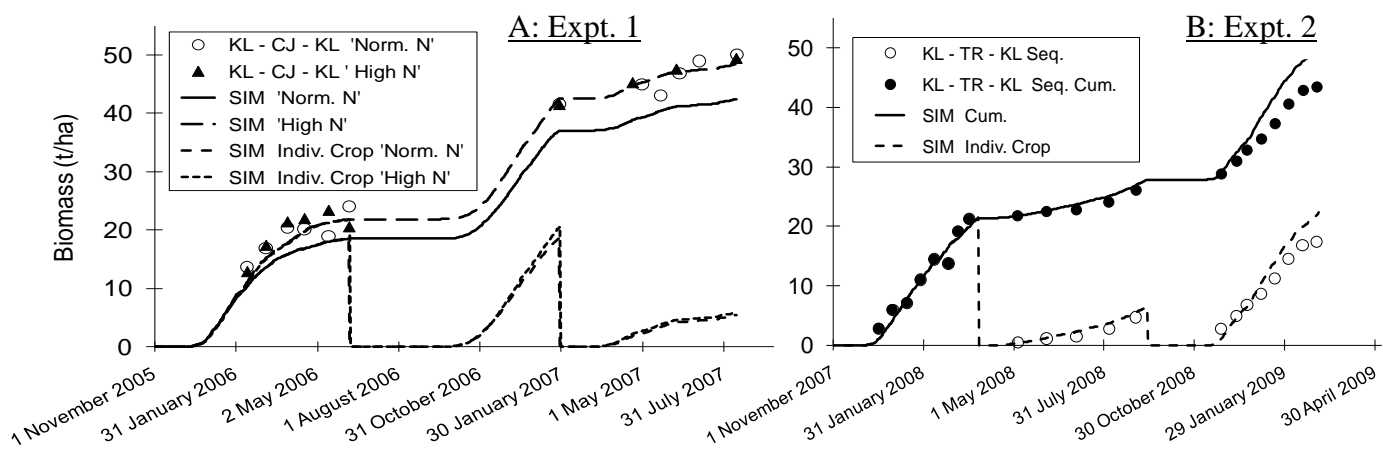 A: Expt. 1
KL - CJ - KL 'Norm. N'
KL - CJ - KL ' High N'
SIM 'Norm. N'
SIM 'High N'
SIM Indiv. Crop 'Norm. N'
SIM Indiv. Crop 'High N'
Biomass (t/ha)
50
40
30
20
10
0
1 November 2005
31 January 2006
2 May 2006
1 August 2006
31 October 2006
30 January 2007
1 May 2007
31 July 2007
B: Expt. 2
KL - TR - KL Seq.
KL - TR - KL Seq. Cum.
SIM Cum.
SIM Indiv. Crop
50
40
30
20
10
0
1 November 2007
31 January 2008
1 May 2008
31 July 2008
30 October 2008
29 January 2009
30 April 2009